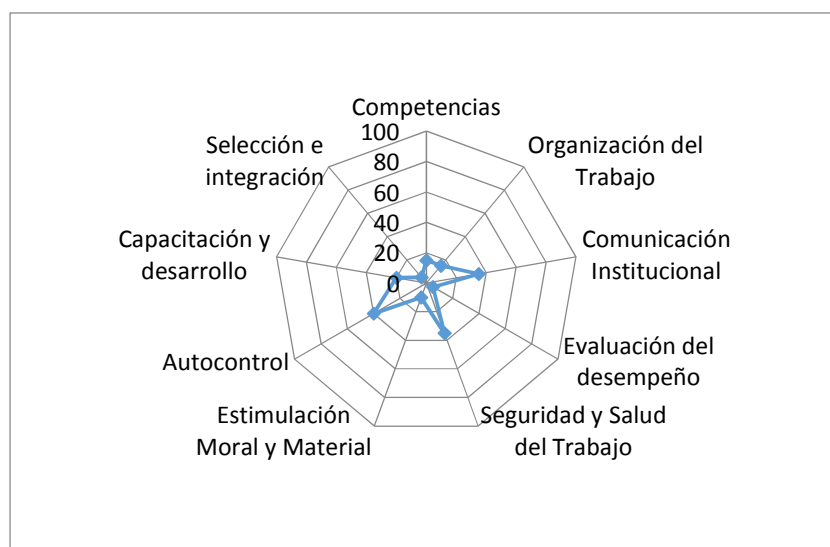 Competencias
100
80
60
40
20
0
Organización del
Trabajo
Comunicación
Institucional
Evaluación del
desempeño
Seguridad y Salud
del Trabajo
Estimulación
Moral y Material
Autocontrol
Capacitación y
desarrollo
Selección e
integración